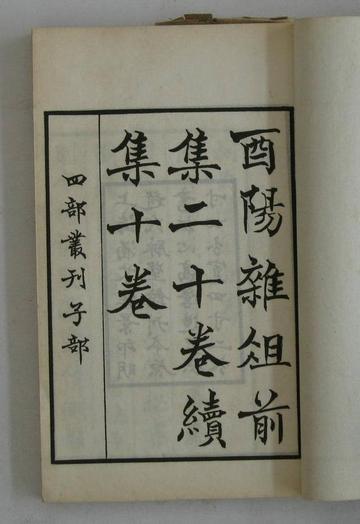 酉陽雜俎前
集二十卷續
集十卷
四部叢刊子部